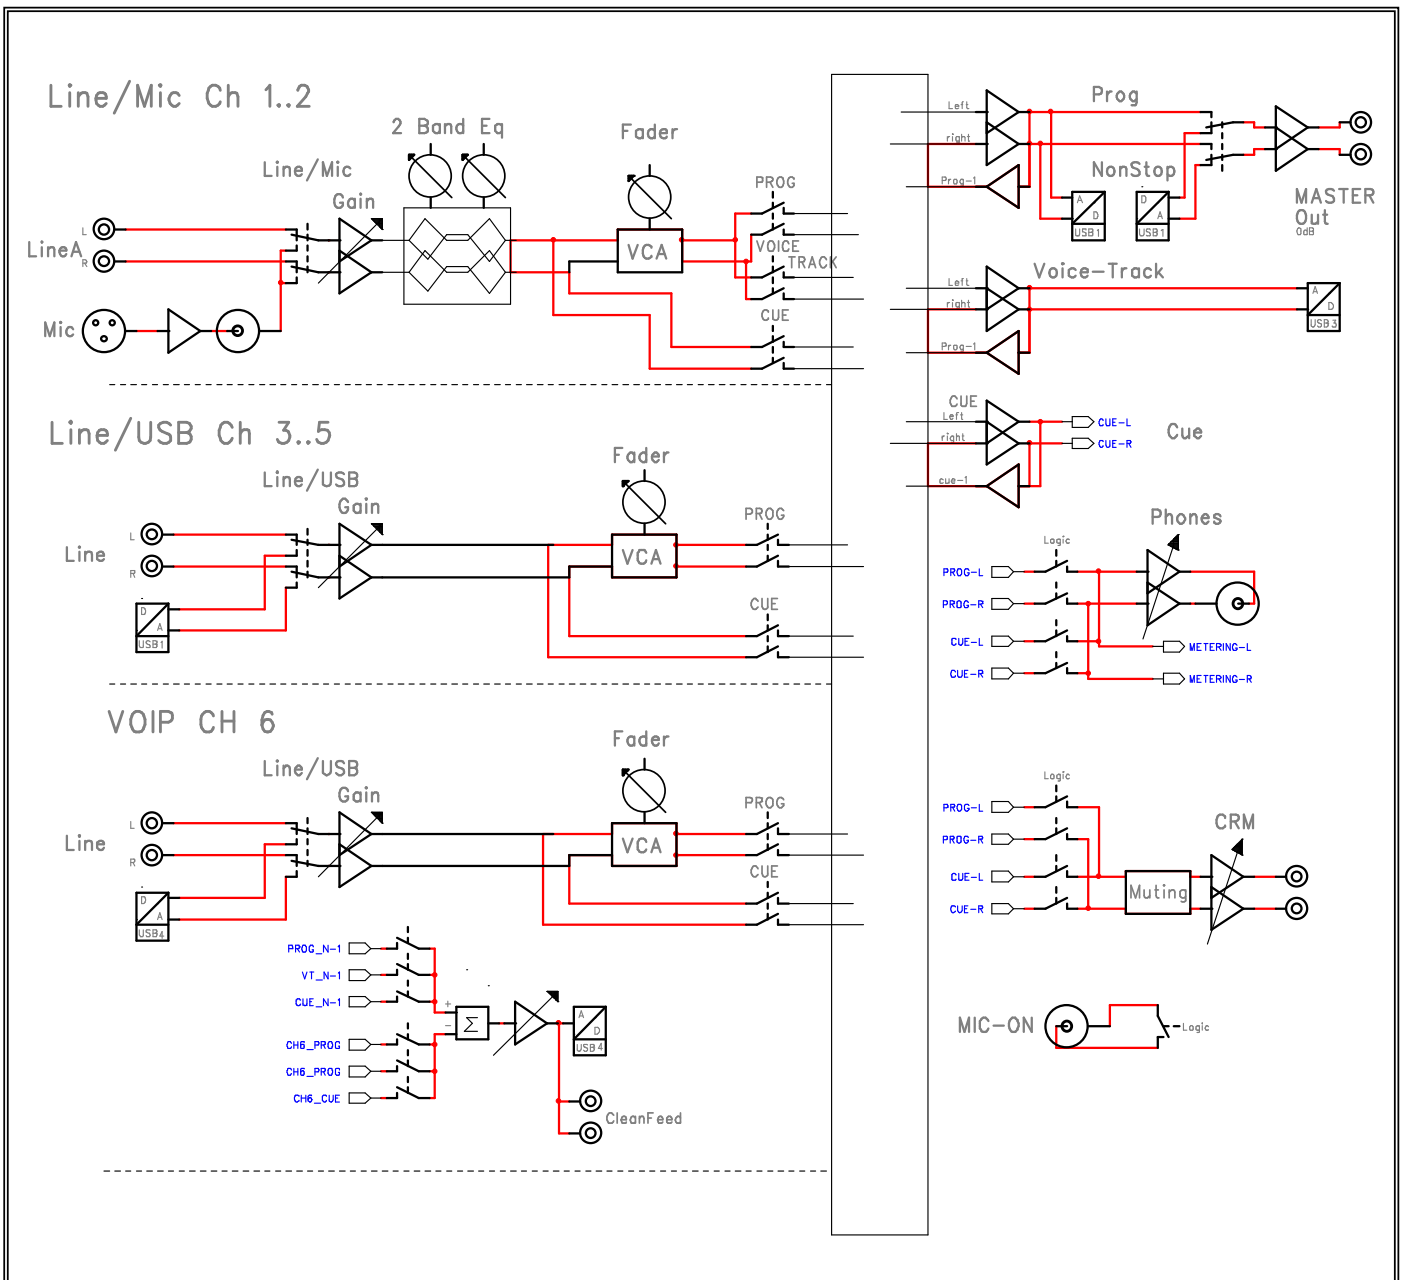 Line/Mic Ch 1..2
2 Band Eq
Fader
Line/Mic
Gain
LineA
L
R
Mic
VCA
PROG
VOICE
TRACK
CUE
Line/USB Ch 3..5
Line/USB
Gain
Fader
Line
L
R
D
A
USB1
VCA
PROG
CUE
VOIP CH 6
Line/USB
Gain
Fader
Line
L
R
D
A
USB4
VCA
PROG
CUE
PROG_N-1
VT_N-1
CUE_N-1
CH6_PROG
CH6_PROG
CH6_CUE
+
-
Σ
A
D
USB4
CleanFeed
Left
right
Prog-1
Prog
NonStop
A
D
USB1
D
A
USB1
MASTER
Out
0dB
Left
right
Prog-1
Voice-Track
A
D
USB3
CUE
Left
right
cue-1
CUE-L
CUE-R
Cue
Phones
Logic
PROG-L
PROG-R
CUE-L
CUE-R
METERING-L
METERING-R
Logic
PROG-L
PROG-R
CUE-L
CUE-R
Muting
CRM
MIC-ON
Logic